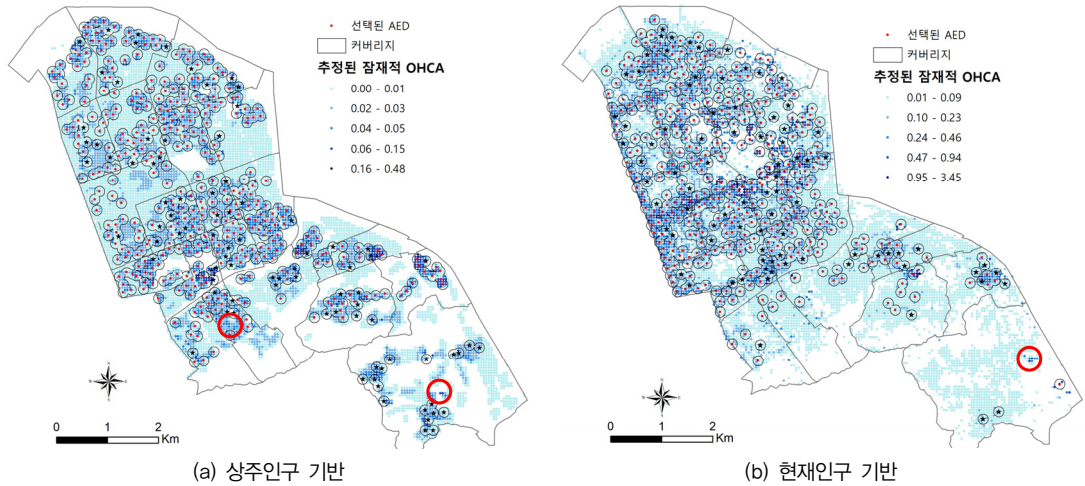 선택된 AED
커버리지
추정된 잠재적 OHCA
0.00 - 0.01
0.02 - 0.03
0.04 - 0.05
0.06 - 0.15
0.16 - 0.48
N
0 1 2
Km
(a) 상주인구 기반
선택된 AED
커버리지
추정된 잠재적 OHCA
0.01 - 0.09
0.10 - 0.23
0.24 - 0.46
0.47 - 0.94
0.95 - 3.45
N
0 1 2
Km
(b) 현재인구 기반